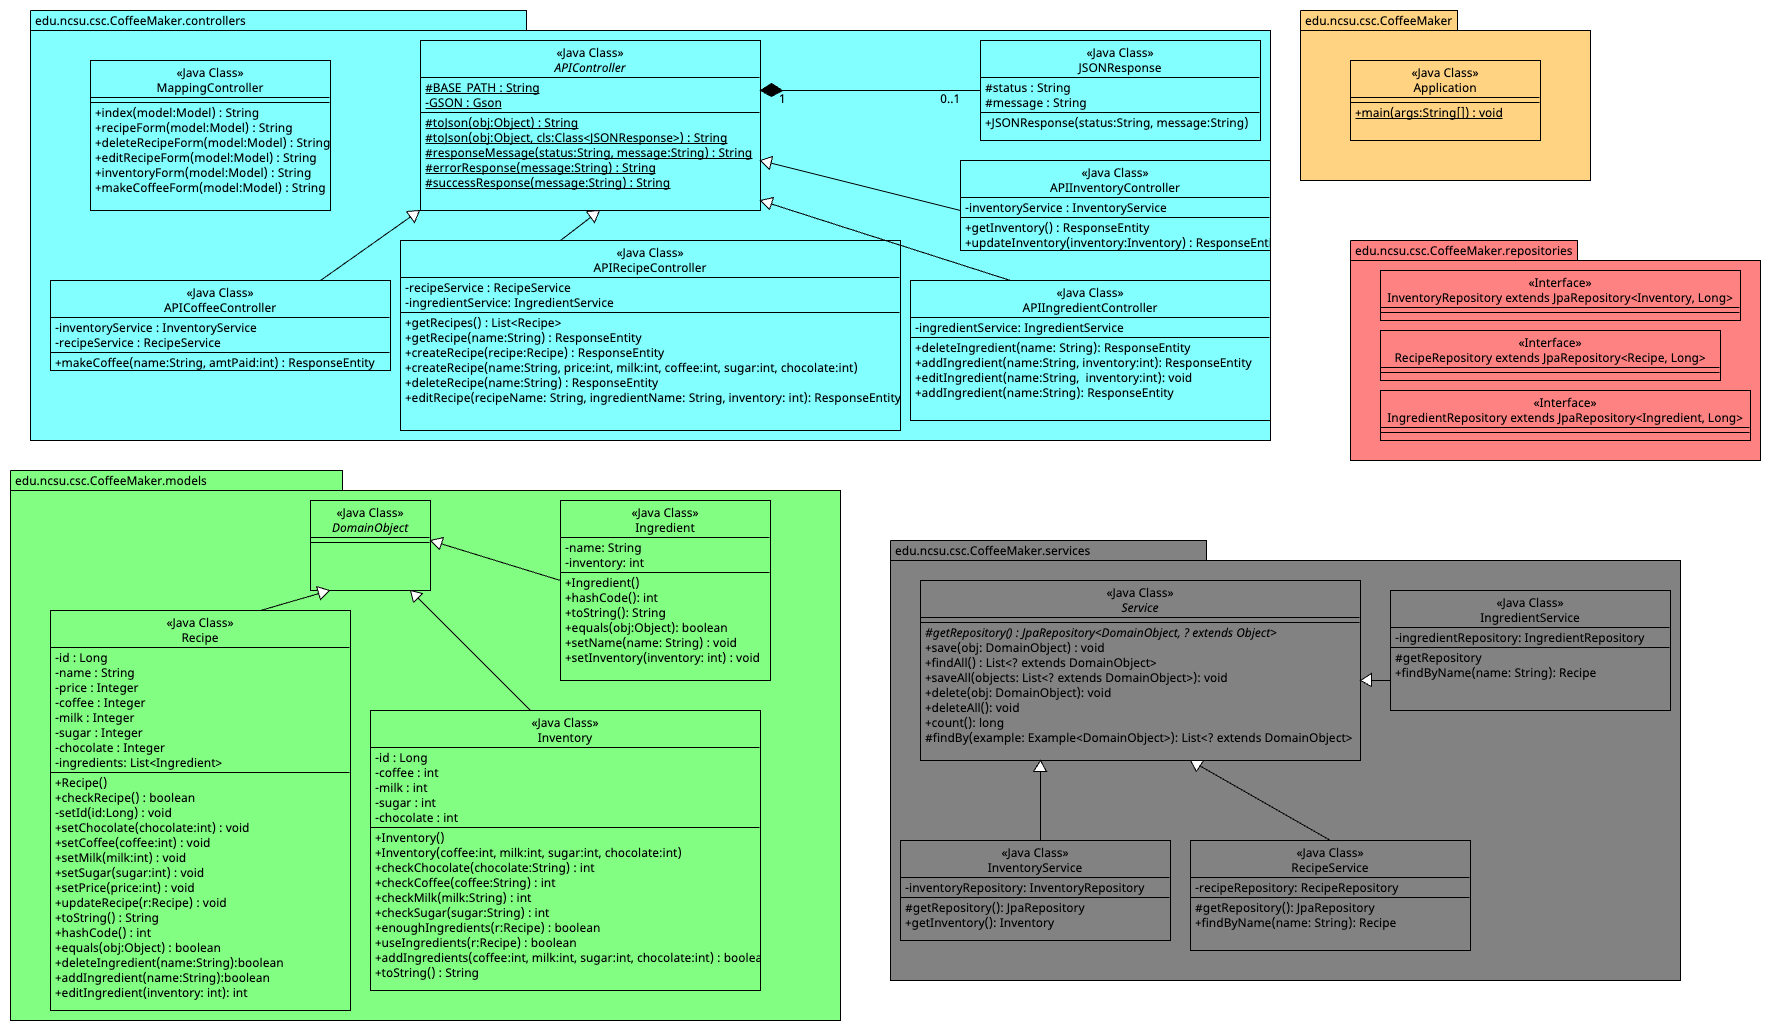 edu.ncsu.csc.CoffeeMaker.controllers
«Java Class»
MappingController
+index(model:Model) : String
+recipeForm(model:Model) : String
+deleteRecipeForm(model:Model) : String
+editRecipeForm(model:Model) : String
+inventoryForm(model:Model) : String
+makeCoffeeForm(model:Model) : String
«Java Class»
APIController
#BASE_PATH : String
-GSON : Gson
#toJson(obj:Object) : String
#toJson(obj:Object, cls:Class<JSONResponse>) : String
#responseMessage(status:String, message:String) : String
#errorResponse(message:String) : String
#successResponse(message:String) : String
1
0..1
«Java Class»
JSONResponse
#status : String
#message : String
+JSONResponse(status:String, message:String)
«Java Class»
APIInventoryController
-inventoryService : InventoryService
+getInventory() : ResponseEntity
+updateInventory(inventory:Inventory) : ResponseEnti
«Java Class»
APICoffeeController
-inventoryService : InventoryService
-recipeService : RecipeService
+makeCoffee(name:String, amtPaid:int) : ResponseEntity
«Java Class»
APIRecipeController
-recipeService : RecipeService
-ingredientService: IngredientService
+getRecipes() : List<Recipe>
+getRecipe(name:String) : ResponseEntity
+createRecipe(recipe:Recipe) : ResponseEntity
+createRecipe(name:String, price:int, milk:int, coffee:int, sugar:int, chocolate:int)
+deleteRecipe(name:String) : ResponseEntity
+editRecipe(recipeName: String, ingredientName: String, inventory: int): ResponseEntity
«Java Class»
APIIngredientController
-ingredientService: IngredientService
+deleteIngredient(name: String): ResponseEntity
+addIngredient(name:String, inventory:int): ResponseEntity
+editIngredient(name:String,  inventory:int): void
+addIngredient(name:String): ResponseEntity
edu.ncsu.csc.CoffeeMaker
«Java Class»
Application
+main(args:String[]) : void
edu.ncsu.csc.CoffeeMaker.repositories
«Interface»
InventoryRepository extends JpaRepository<Inventory, Long>
«Interface»
RecipeRepository extends JpaRepository<Recipe, Long>
«Interface»
IngredientRepository extends JpaRepository<Ingredient, Long>
edu.ncsu.csc.CoffeeMaker.models
«Java Class»
DomainObject
«Java Class»
Ingredient
-name: String
-inventory: int
+Ingredient()
+hashCode(): int
+toString(): String
+equals(obj:Object): boolean
+setName(name: String) : void
+setInventory(inventory: int) : void
«Java Class»
Recipe
-id : Long
-name : String
-price : Integer
-coffee : Integer
-milk : Integer
-sugar : Integer
-chocolate : Integer
-ingredients: List<Ingredient>
+Recipe()
+checkRecipe() : boolean
-setId(id:Long) : void
+setChocolate(chocolate:int) : void
+setCoffee(coffee:int) : void
+setMilk(milk:int) : void
+setSugar(sugar:int) : void
+setPrice(price:int) : void
+updateRecipe(r:Recipe) : void
+toString() : String
+hashCode() : int
+equals(obj:Object) : boolean
+deleteIngredient(name:String):boolean
+addIngredient(name:String):boolean
+editIngredient(inventory: int): int
«Java Class»
Inventory
-id : Long
-coffee : int
-milk : int
-sugar : int
-chocolate : int
+Inventory()
+Inventory(coffee:int, milk:int, sugar:int, chocolate:int)
+checkChocolate(chocolate:String) : int
+checkCoffee(coffee:String) : int
+checkMilk(milk:String) : int
+checkSugar(sugar:String) : int
+enoughIngredients(r:Recipe) : boolean
+useIngredients(r:Recipe) : boolean
+addIngredients(coffee:int, milk:int, sugar:int, chocolate:int) : boolea
+toString() : String
edu.ncsu.csc.CoffeeMaker.services
«Java Class»
Service
#getRepository() : JpaRepository<DomainObject, ? extends Object>
+save(obj: DomainObject) : void
+findAll() : List<? extends DomainObject>
+saveAll(objects: List<? extends DomainObject>): void
+delete(obj: DomainObject): void
+deleteAll(): void
+count(): long
#findBy(example: Example<DomainObject>): List<? extends DomainObject>
«Java Class»
IngredientService
-ingredientRepository: IngredientRepository
#getRepository
+findByName(name: String): Recipe
«Java Class»
InventoryService
-inventoryRepository: InventoryRepository
#getRepository(): JpaRepository
+getInventory(): Inventory
«Java Class»
RecipeService
-recipeRepository: RecipeRepository
#getRepository(): JpaRepository
+findByName(name: String): Recipe